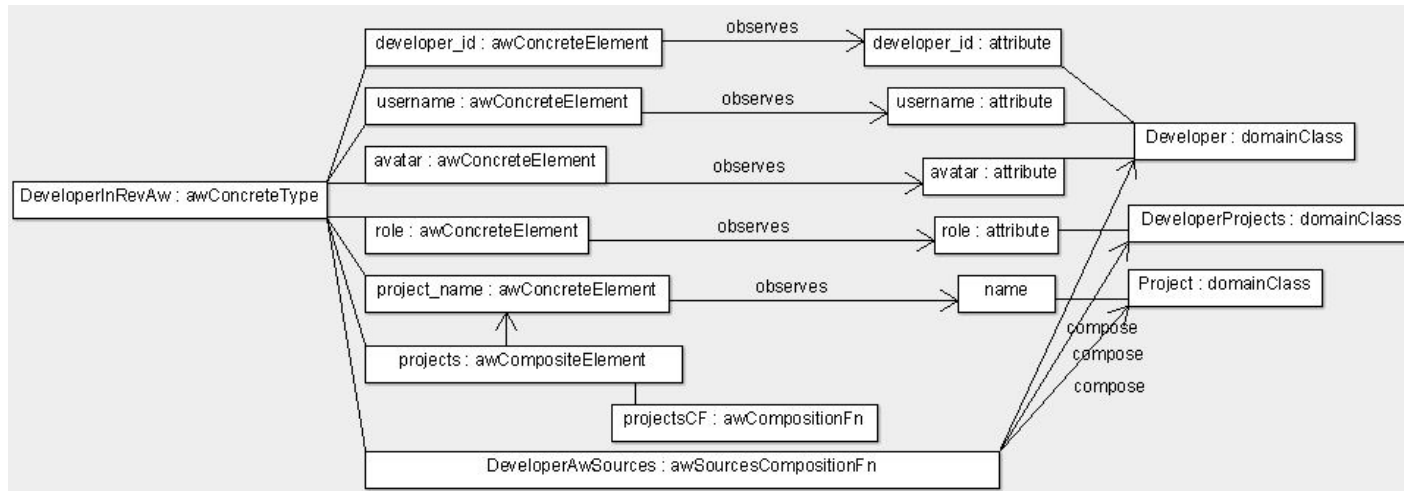 developer_id : awConcreteElement
observes
developer_id : attribute
username : awConcreteElement
observes
username : attribute
Developer : domainClass
avatar : awConcreteElement
observes
avatar : attribute
DeveloperInRevAw : awConcreteType
role : awConcreteElement
observes
role : attribute
DeveloperProjects : domainClass
project_name : awConcreteElement
observes
name
Project : domainClass
compose
projects : awCompositeElement
compose
compose
projectsCF : awCompositionFn
DeveloperAwSources : awSourcesCompositionFn